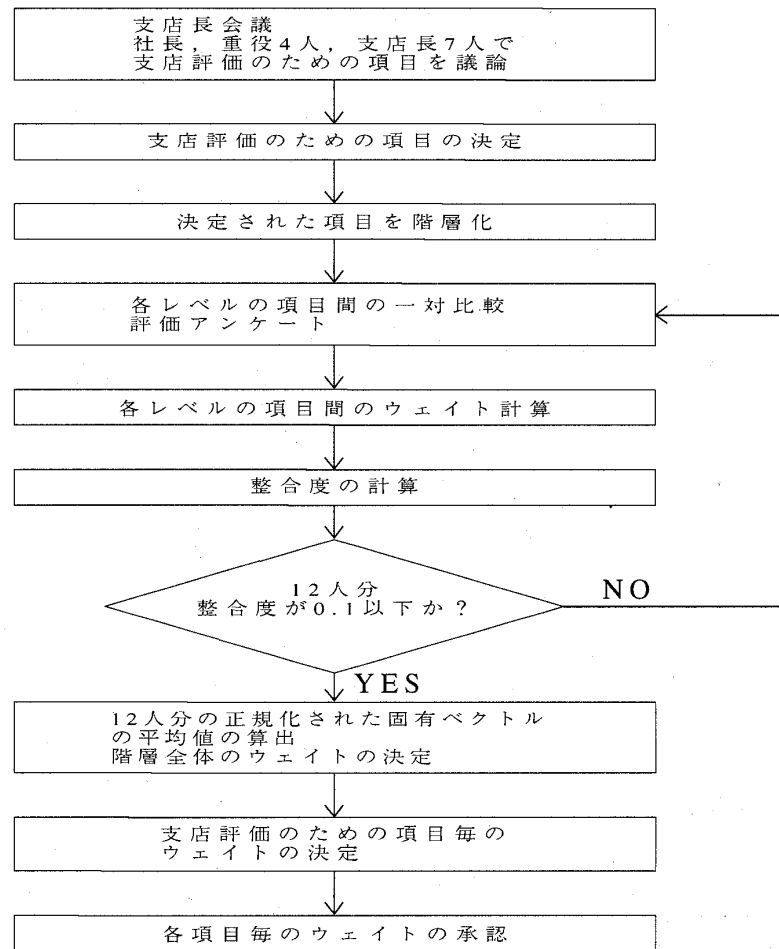 支店長会議
社長，重役4人，支店長7人で
支店評価のための項目を議論
支店評価のための項目の決定
決定された項目を階層化
各レベルの項目間の一対比較
評価アンケート
各レベルの項目間のウェイト計算
整合度の計算
12人分
整合度が0.1以下か？
NO
YES
12人分の正規化された固有ベクトル
の平均値の算出
階層全体のウェイトの決定
支店評価のための項目毎の
ウェイトの決定
各項目毎のウェイトの承認